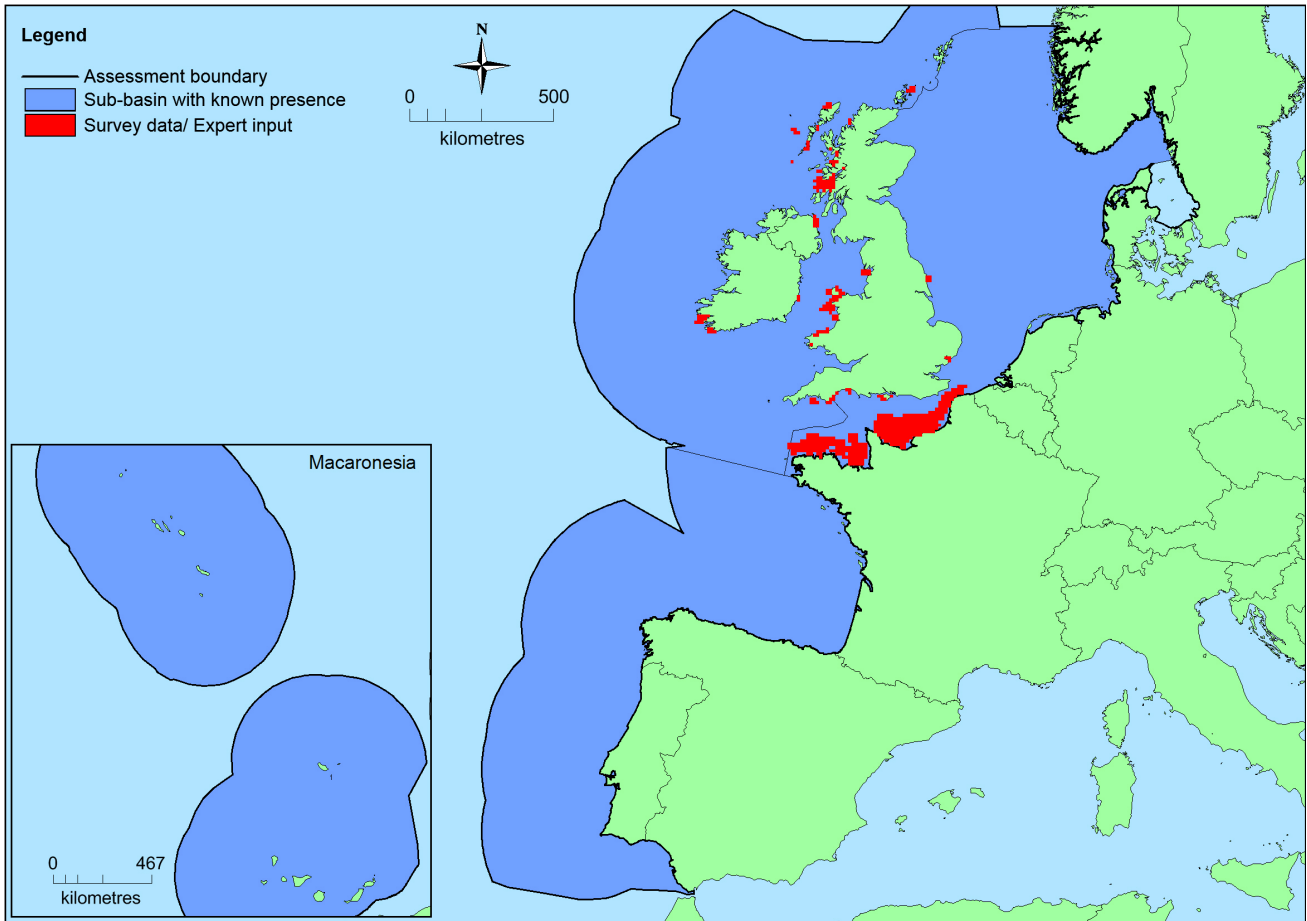 Legend
Assessment boundary
Sub-basin with known presence
Survey data/ Expert input
N
0 500
kilometres
Macaronesia
0 467
kilometres